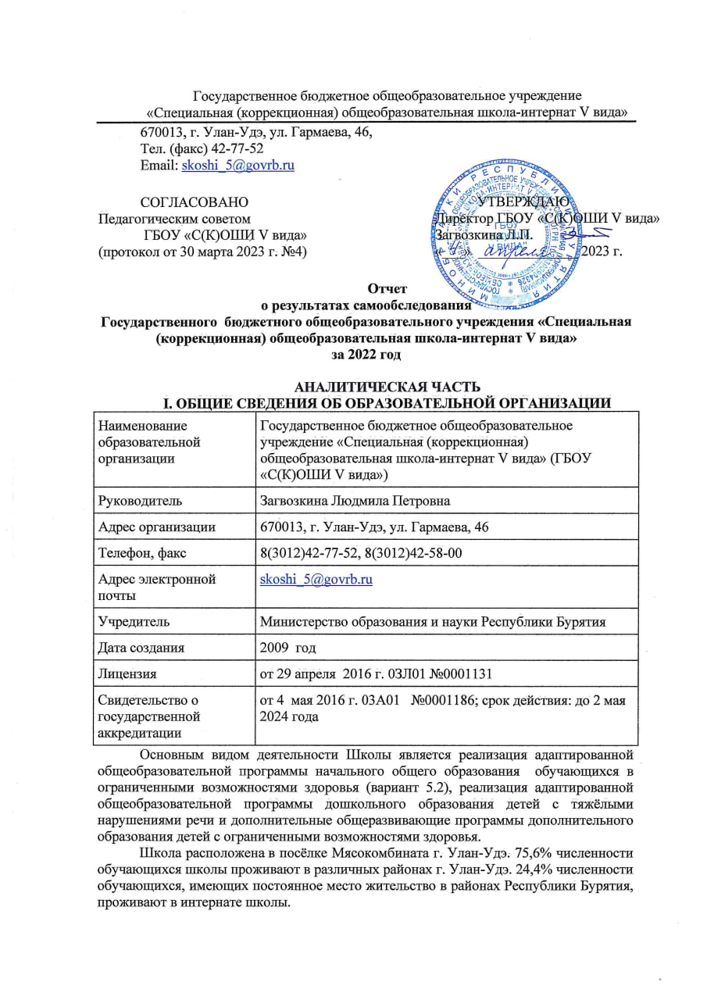 Государственное бюджетное общеобразовательное учреждение
«Специальная (коррекционная) общеобразовательная школа-интернат V вида»
670013, г. Улан-Удэ, ул. Гармаева, 46,
Тел. (факс) 42-77-52
Email: skoshi_5@govrb.ru
СОГЛАСОВАНО
Педагогическим советом
ГБОУ «С(К)ОШИ V вида»
(протокол от 30 марта 2023 г. №4)
УТВЕРЖДАЮ
Директор ГБОУ «С(К)ОШИ V вида»
Загвозкина Л.П.
«4» апреля 2023 г.
Отчет
о результатах самообследования
Государственного бюджетного общеобразовательного учреждения «Специальная
(коррекционная) общеобразовательная школа-интернат V вида»
за 2022 год
АНАЛИТИЧЕСКАЯ ЧАСТЬ
I. ОБЩИЕ СВЕДЕНИЯ ОБ ОБРАЗОВАТЕЛЬНОЙ ОРГАНИЗАЦИИ
Наименование
образовательной
организации
Государственное бюджетное общеобразовательное
учреждение «Специальная (коррекционная)
общеобразовательная школа-интернат V вида» (ГБОУ
«С(К)ОШИ V вида»)
Руководитель
Загвозкина Людмила Петровна
Адрес организации
670013, г. Улан-Удэ, ул. Гармаева, 46
Телефон, факс
8(3012)42-77-52, 8(3012)42-58-00
Адрес электронной
почты
skoshi_5@govrb.ru
Учредитель
Министерство образования и науки Республики Бурятия
Дата создания
2009 год
Лицензия
от 29 апреля 2016 г. 03Л01 №0001131
Свидетельство о
государственной
аккредитации
от 4 мая 2016 г. 03А01 №0001186; срок действия: до 2 мая
2024 года
Основным видом деятельности Школы является реализация адаптированной
общеобразовательной программы начального общего образования обучающихся в
ограниченными возможностями здоровья (вариант 5.2), реализация адаптированной
общеобразовательной программы дошкольного образования детей с тяжёлыми
нарушениями речи и дополнительные общеразвивающие программы дополнительного
образования детей с ограниченными возможностями здоровья.
Школа расположена в посёлке Мясокомбината г. Улан-Удэ. 75,6% численности
обучающихся школы проживают в различных районах г. Улан-Удэ. 24,4% численности
обучающихся, имеющих постоянное место жительство в районах Республики Бурятия,
проживают в интернате школы.